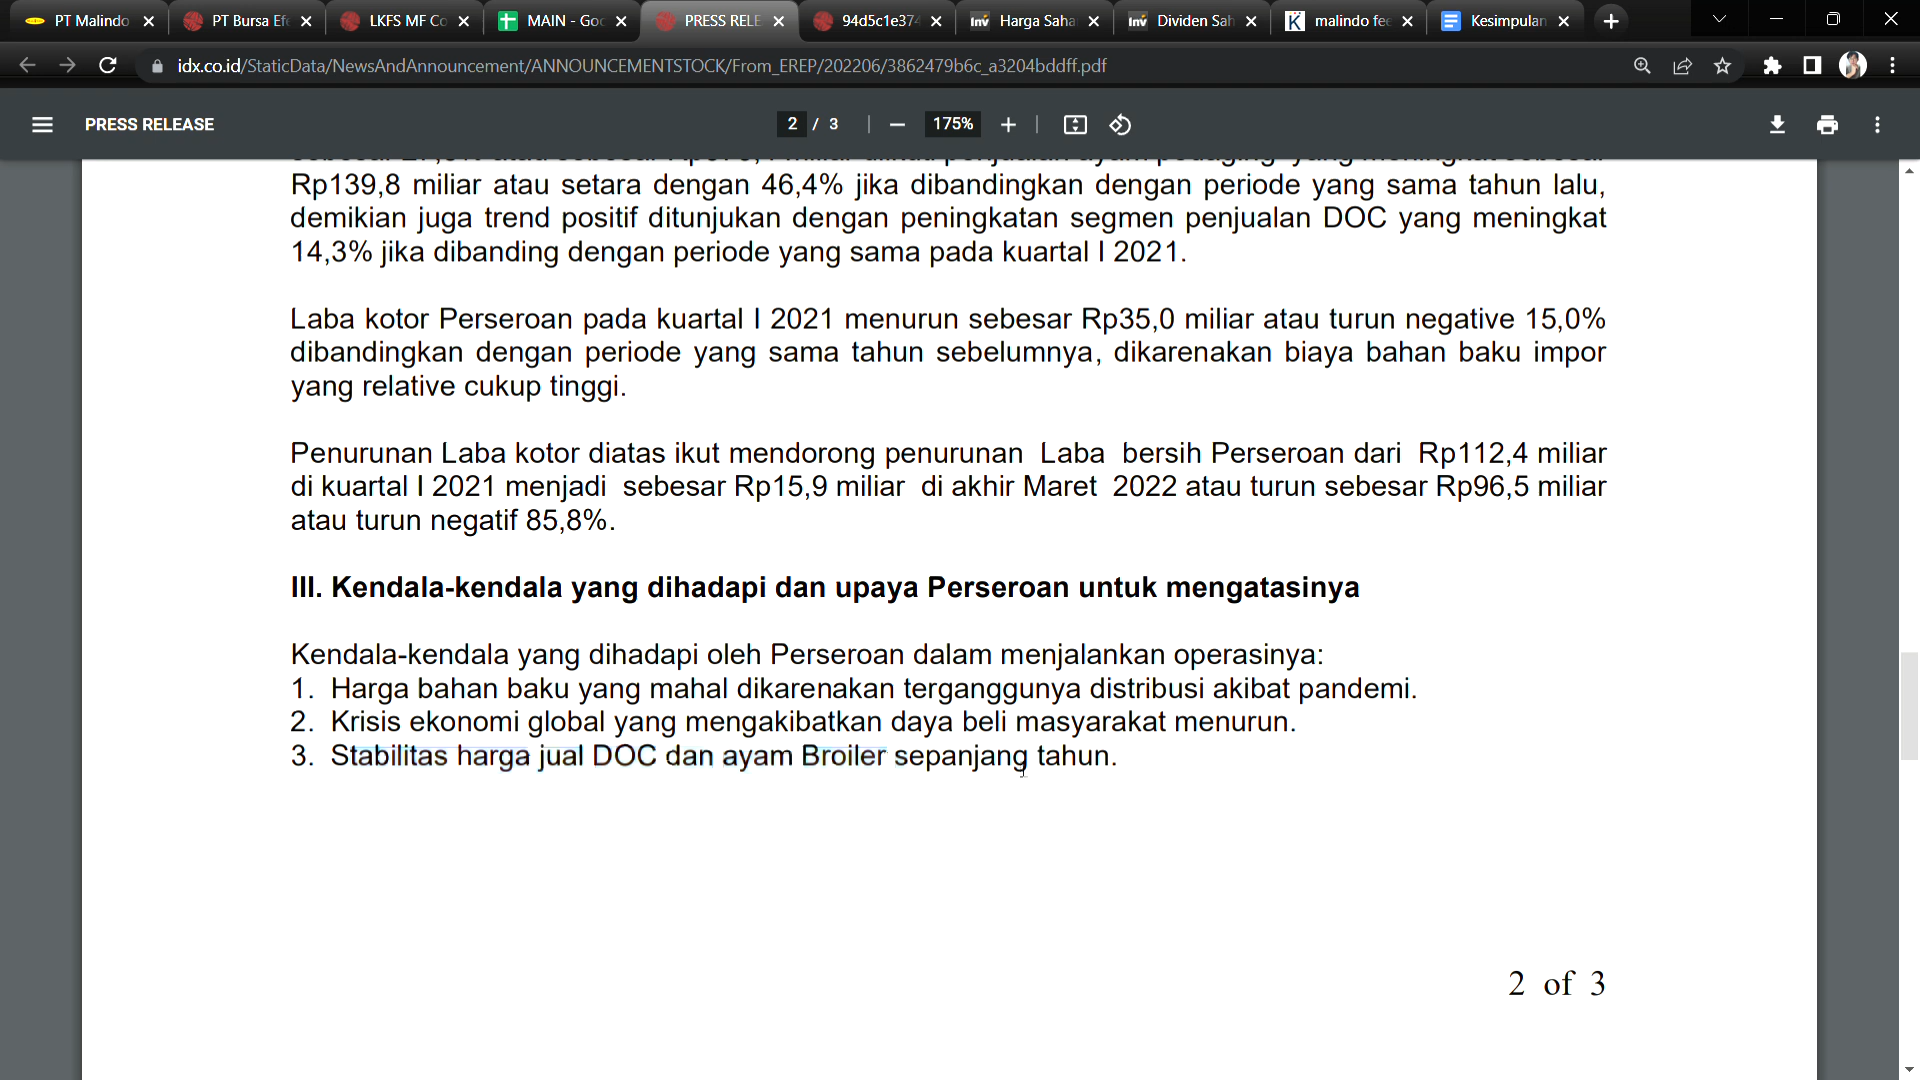 PT Malindo
PT Bursa Efe
LKFS MF Co
MAIN - Goo
PRESS RELE
94d5c1e374
Harga Saha
Dividen Sah
malindo fee
Kesimpulan
idx.co.id/StaticData/NewsAndAnnouncement/ANNOUNCEMENTSTOCK/From_EREP/202206/3862479b6c_a3204bddff.pdf
PRESS RELEASE
2 / 3
175%
Rp139,8 miliar atau setara dengan 46,4% jika dibandingkan dengan periode yang sama tahun lalu,
demikian juga trend positif ditunjukan dengan peningkatan segmen penjualan DOC yang meningkat
14,3% jika dibanding dengan periode yang sama pada kuartal I 2021.
Laba kotor Perseroan pada kuartal I 2021 menurun sebesar Rp35,0 miliar atau turun negative 15,0%
dibandingkan dengan periode yang sama tahun sebelumnya, dikarenakan biaya bahan baku impor
yang relative cukup tinggi.
Penurunan Laba kotor diatas ikut mendorong penurunan Laba bersih Perseroan dari Rp112,4 miliar
di kuartal I 2021 menjadi sebesar Rp15,9 miliar di akhir Maret 2022 atau turun sebesar Rp96,5 miliar
atau turun negatif 85,8%.
III. Kendala-kendala yang dihadapi dan upaya Perseroan untuk mengatasinya
Kendala-kendala yang dihadapi oleh Perseroan dalam menjalankan operasinya:
1. Harga bahan baku yang mahal dikarenakan terganggunya distribusi akibat pandemi.
2. Krisis ekonomi global yang mengakibatkan daya beli masyarakat menurun.
3. Stabilitas harga jual DOC dan ayam Broiler sepanjang tahun.
2 of 3